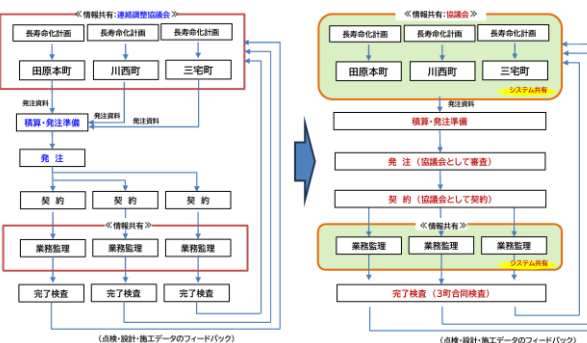 ≪情報共有:連絡調整協議会≫
長寿命化計画 長寿命化計画 長寿命化計画
田原本町 川西町 三宅町
発注資料
発注資料
発注資料
積算・発注準備
発 注
契 約 契 約 契 約
≪情報共有≫
業務監理 業務監理 業務監理
完了検査 完了検査 完了検査
(点検・設計・施工データのフィードバック)
≪情報共有:協議会≫
長寿命化計画 長寿命化計画 長寿命化計画
田原本町 川西町 三宅町
システム共有
発注資料
積算・発注準備
発 注(協議会として審査)
契 約(協議会として契約)
≪情報共有≫
業務監理 業務監理 業務監理
システム共有
完了検査(3町合同検査)
(点検・設計・施工データのフィードバック)